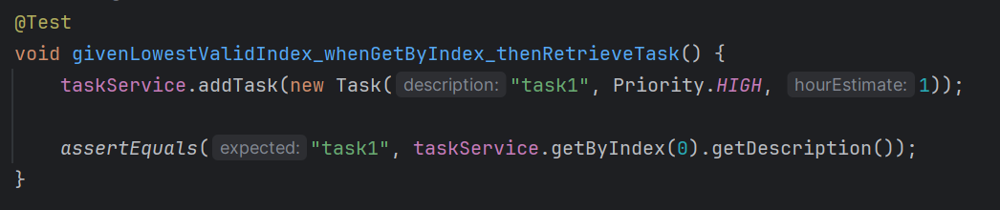 @Test
void givenLowestValidIndex_whenGetByIndex_thenRetrieveTask() {
taskService.addTask(new Task( description: "task1", Priority.HIGH, hourEstimate: 1));
assertEquals( expected: "task1", taskService.getByIndex(0).getDescription());
}